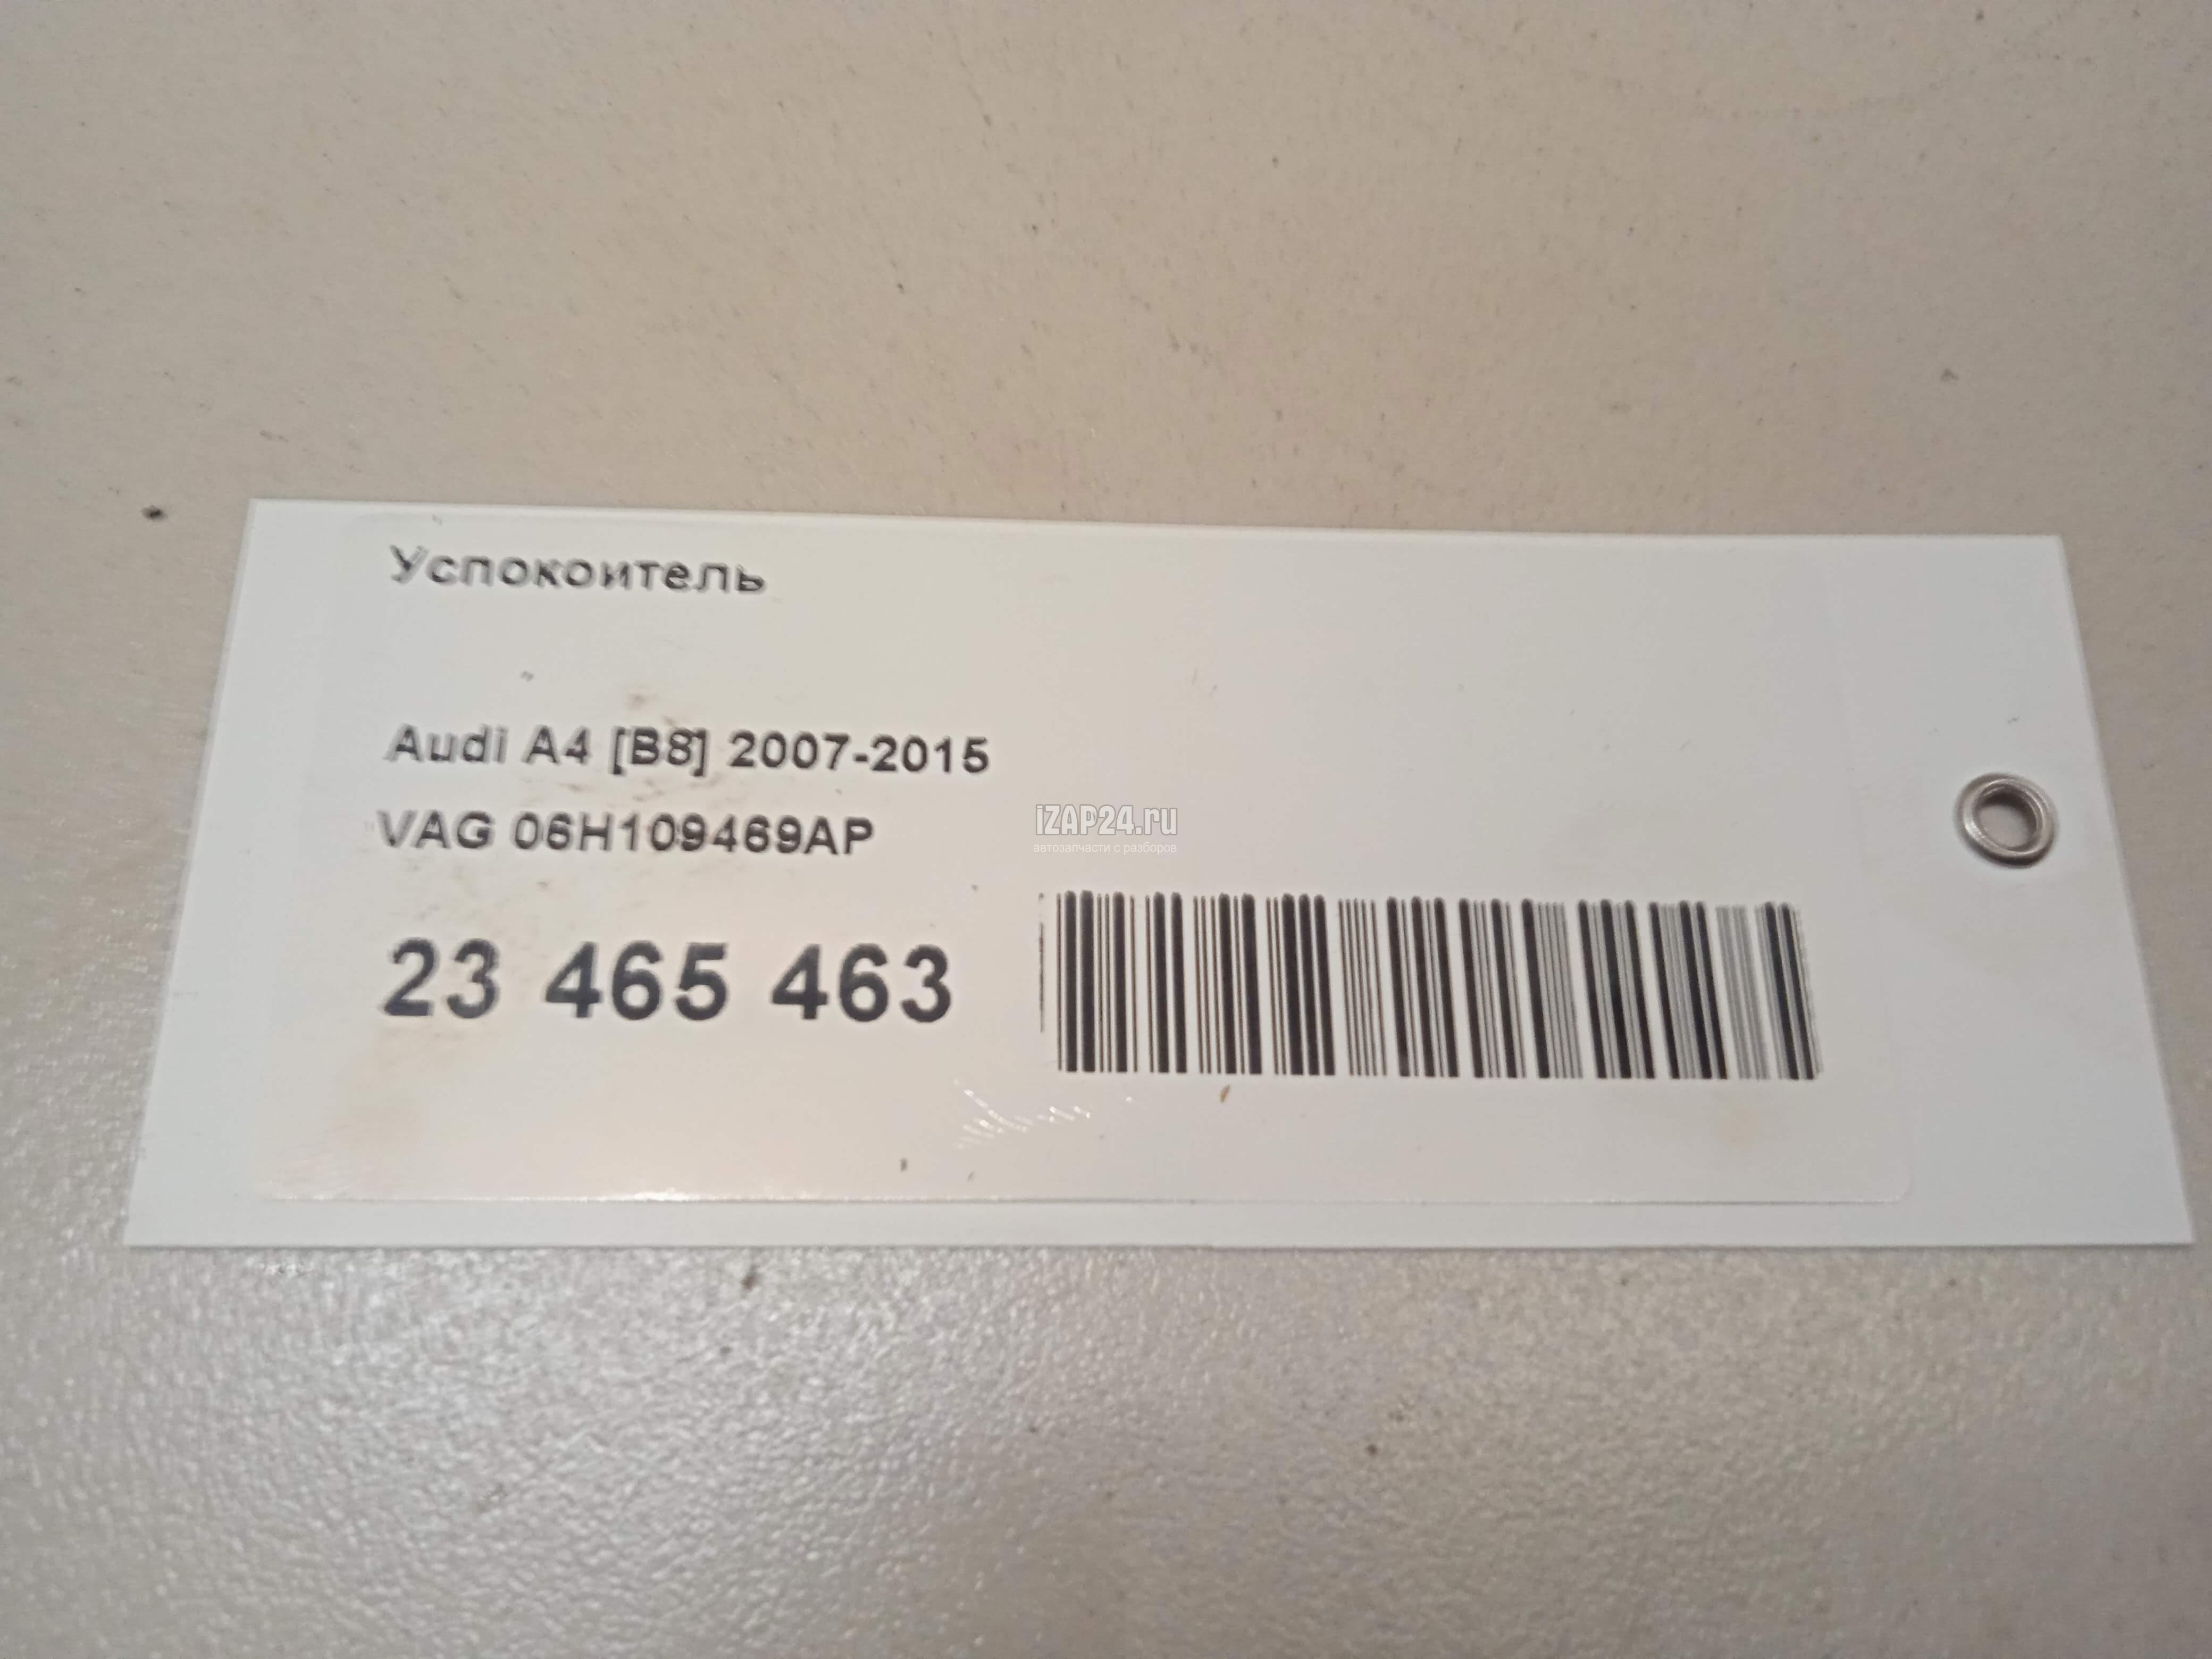 Успокоитель
Audi A4 [B8] 2007-2015
VAG 06H109469AP
iZAP24.ru
автозапчасти с разборов
23 465 463